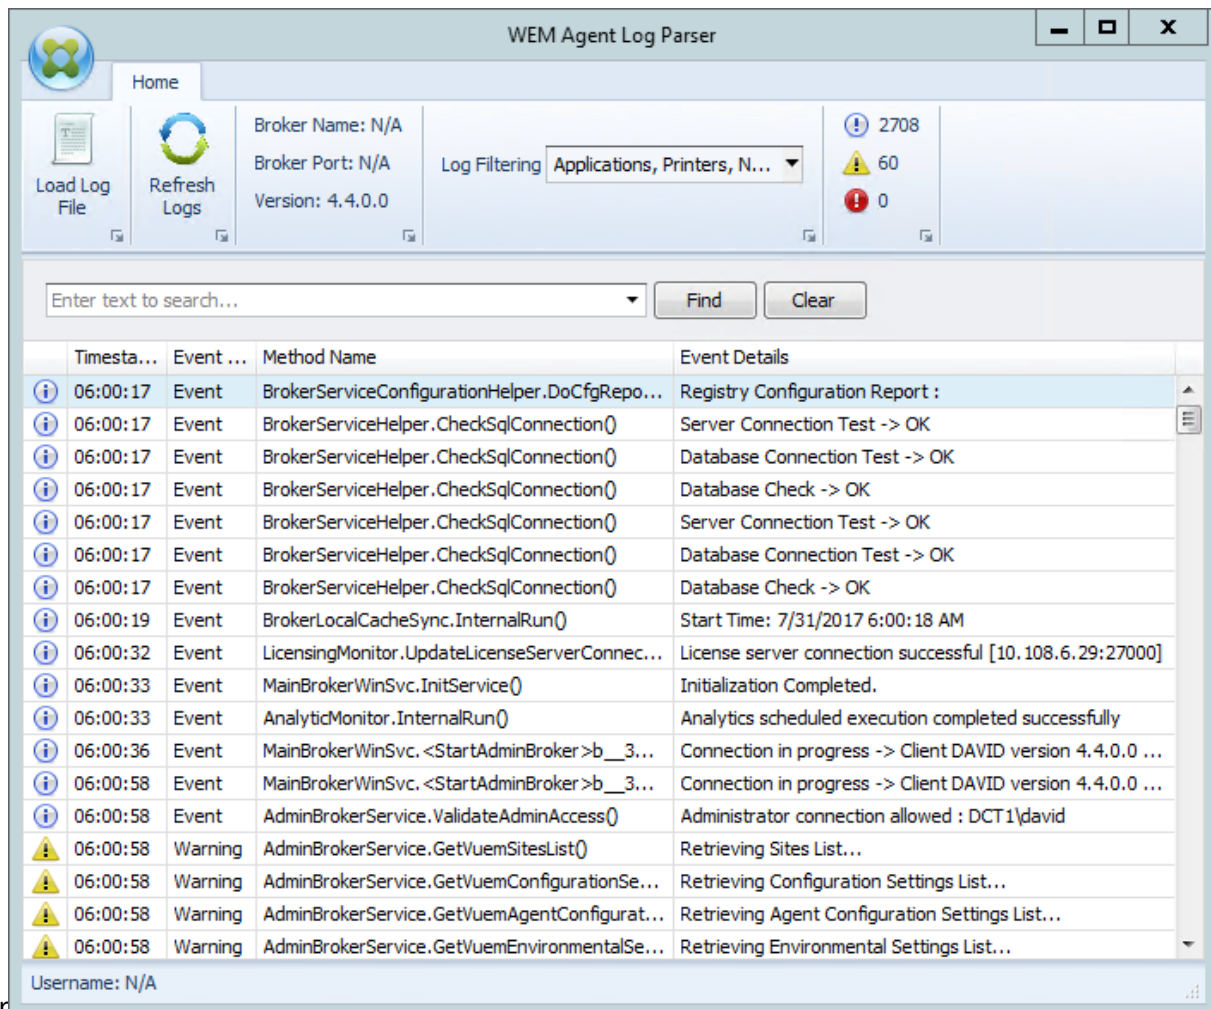 WEM Agent Log Parser
Home
Load Log File
Refresh Logs
Broker Name: N/A
Broker Port: N/A
Version: 4.4.0.0
Log Filtering Applications, Printers, N...
2708
60
0
Enter text to search...
Find
Clear
Timesta... Event ... Method Name Event Details
06:00:17 Event BrokerServiceConfigurationHelper.DoCfgRepo... Registry Configuration Report :
06:00:17 Event BrokerServiceHelper.CheckSqlConnection() Server Connection Test -> OK
06:00:17 Event BrokerServiceHelper.CheckSqlConnection() Database Connection Test -> OK
06:00:17 Event BrokerServiceHelper.CheckSqlConnection() Database Check -> OK
06:00:17 Event BrokerServiceHelper.CheckSqlConnection() Server Connection Test -> OK
06:00:17 Event BrokerServiceHelper.CheckSqlConnection() Database Connection Test -> OK
06:00:17 Event BrokerServiceHelper.CheckSqlConnection() Database Check -> OK
06:00:19 Event BrokerLocalCacheSync.InternalRun() Start Time: 7/31/2017 6:00:18 AM
06:00:32 Event LicensingMonitor.UpdateLicenseServerConnec... License server connection successful [10.108.6.29:27000]
06:00:33 Event MainBrokerWinSvc.InitService() Initialization Completed.
06:00:33 Event AnalyticMonitor.InternalRun() Analytics scheduled execution completed successfully
06:00:36 Event MainBrokerWinSvc.<StartAdminBroker>b__3... Connection in progress -> Client DAVID version 4.4.0.0 ...
06:00:58 Event MainBrokerWinSvc.<StartAdminBroker>b__3... Connection in progress -> Client DAVID version 4.4.0.0 ...
06:00:58 Event AdminBrokerService.ValidateAdminAccess() Administrator connection allowed : DCT1\david
06:00:58 Warning AdminBrokerService.GetVuemSitesList() Retrieving Sites List...
06:00:58 Warning AdminBrokerService.GetVuemConfigurationSe... Retrieving Configuration Settings List...
06:00:58 Warning AdminBrokerService.GetVuemAgentConfigurat... Retrieving Agent Configuration Settings List...
06:00:58 Warning AdminBrokerService.GetVuemEnvironmentalSe... Retrieving Environmental Settings List...
Username: N/A